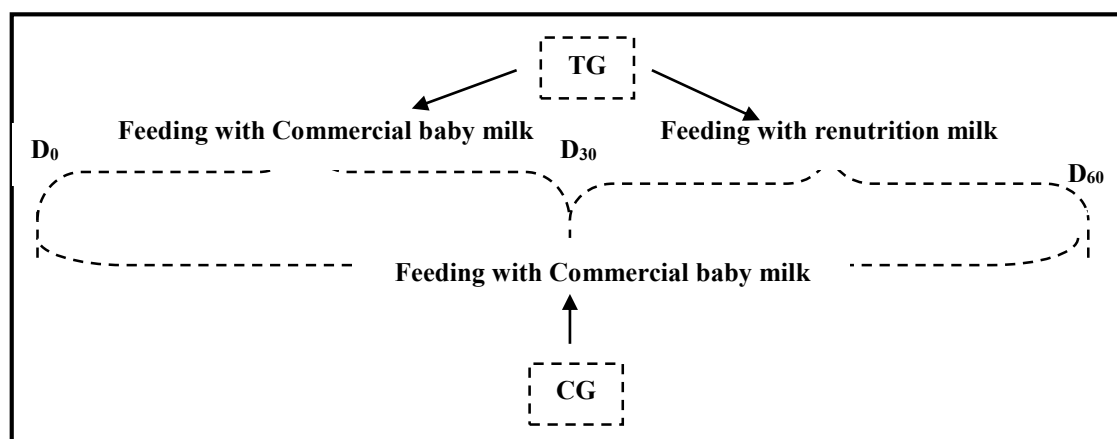 TG
Feeding with Commercial baby milk
Feeding with renutrition milk
D₀
D₃₀
D₆₀
Feeding with Commercial baby milk
CG